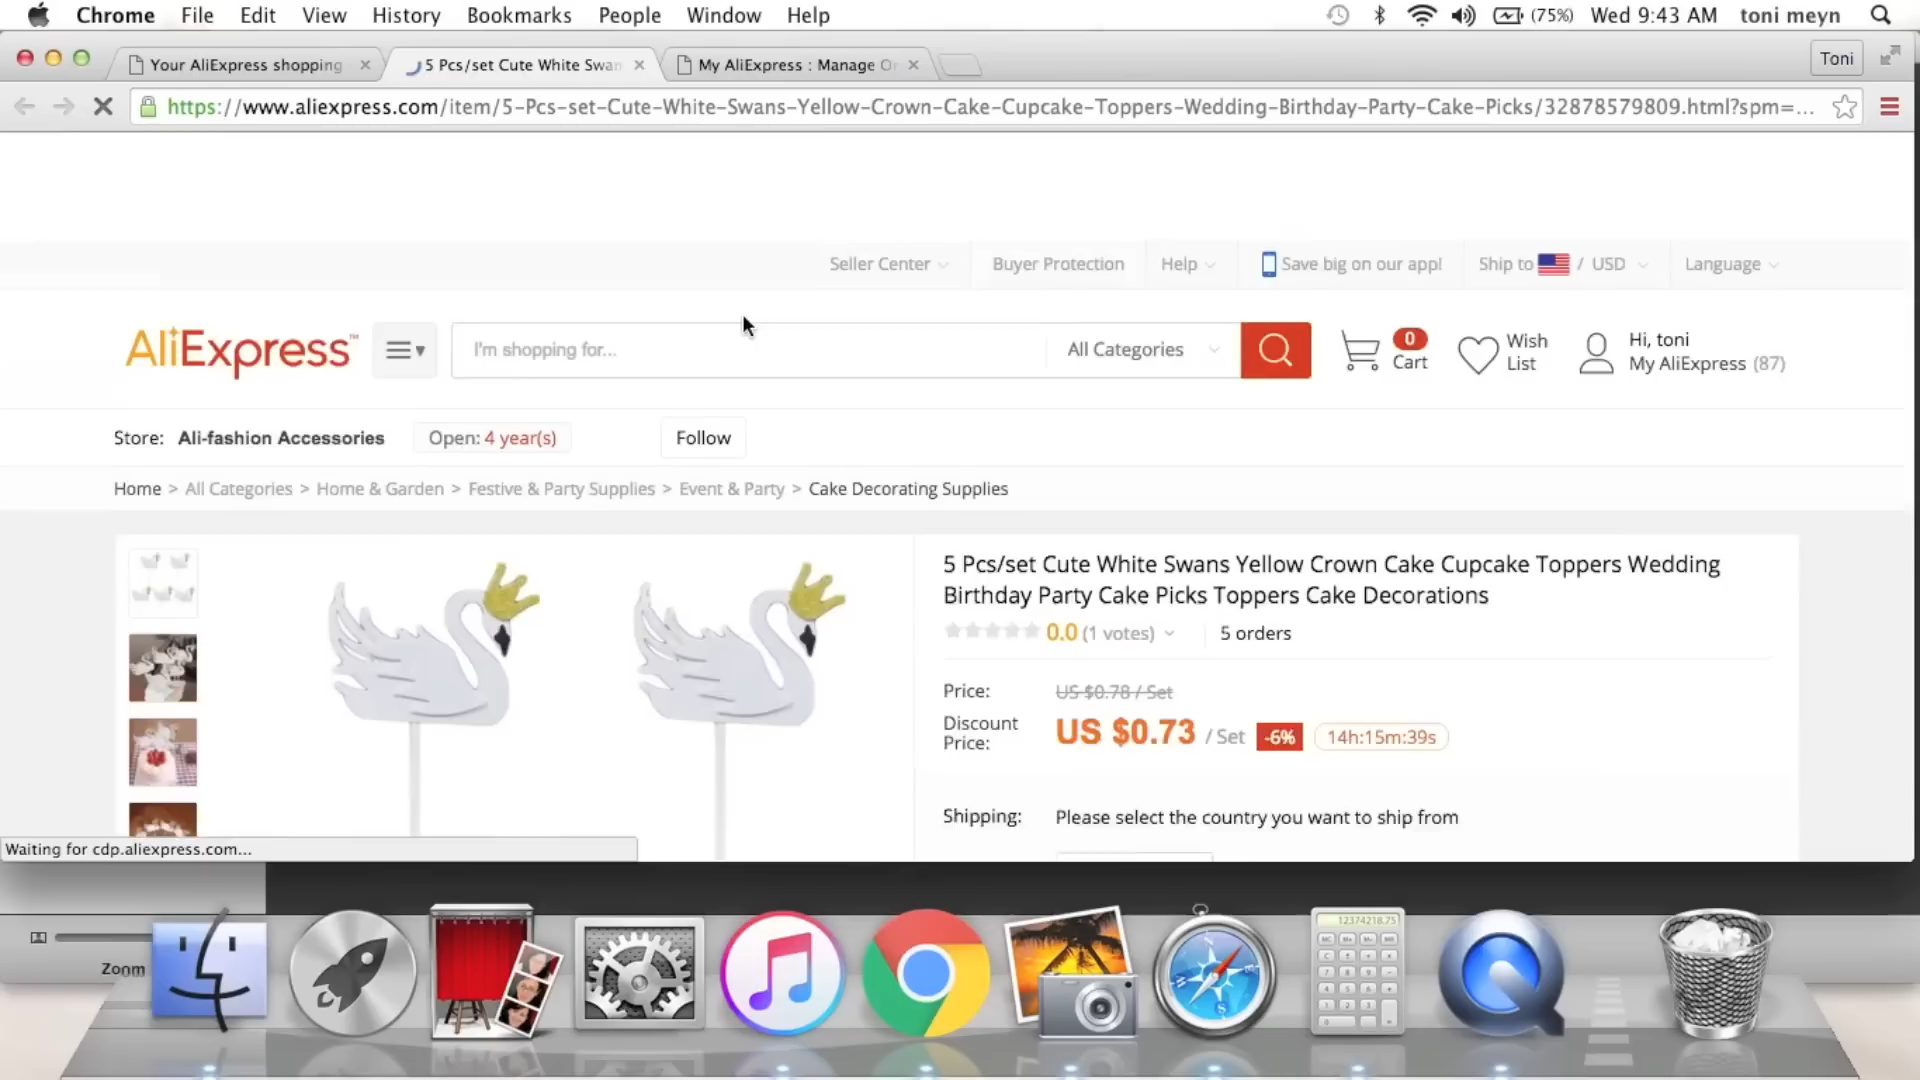 Chrome File Edit View History Bookmarks People Window Help (75%) Wed 9:43 AM toni meyn
Your AliExpress shopping 5 Pcs/set Cute White Swan My AliExpress : Manage O Toni
https://www.aliexpress.com/item/5-Pcs-set-Cute-White-Swans-Yellow-Crown-Cake-Cupcake-Toppers-Wedding-Birthday-Party-Cake-Picks/32878579809.html?spm=...
Seller Center Buyer Protection Help Save big on our app! Ship to / USD Language
AliExpress™ I'm shopping for... All Categories 0 Cart Wish List Hi, toni My AliExpress (87)
Store: Ali-fashion Accessories Open: 4 year(s) Follow
Home > All Categories > Home & Garden > Festive & Party Supplies > Event & Party > Cake Decorating Supplies
5 Pcs/set Cute White Swans Yellow Crown Cake Cupcake Toppers Wedding
Birthday Party Cake Picks Toppers Cake Decorations
0.0 (1 votes) 5 orders
Price: US $0.78 / Set
Discount Price: US $0.73 / Set -6% 14h:15m:39s
Shipping: Please select the country you want to ship from
Waiting for cdp.aliexpress.com...
12374218.75
Zoom